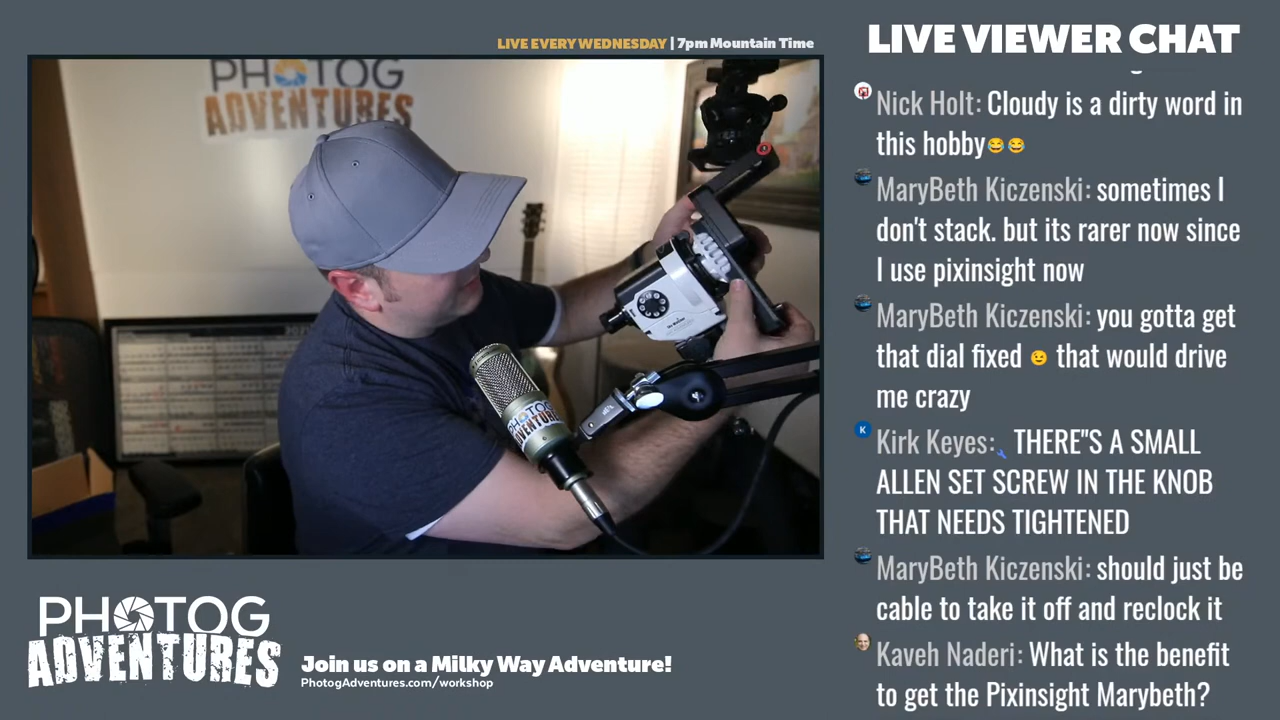 LIVE EVERY WEDNESDAY | 7pm Mountain Time
PHOTOG
ADVENTURES
PHOTOG
ADVENTURES
PHOTOG
ADVENTURES
Join us on a Milky Way Adventure!
PhotogAdventures.com/workshop
LIVE VIEWER CHAT
Nick Holt: Cloudy is a dirty word in
this hobby😂😂
MaryBeth Kiczenski: sometimes I
don't stack. but its rarer now since
I use pixinsight now
MaryBeth Kiczenski: you gotta get
that dial fixed 😉 that would drive
me crazy
K
Kirk Keyes: THERE"S A SMALL
ALLEN SET SCREW IN THE KNOB
THAT NEEDS TIGHTENED
MaryBeth Kiczenski: should just be
cable to take it off and reclock it
Kaveh Naderi: What is the benefit
to get the Pixinsight Marybeth?